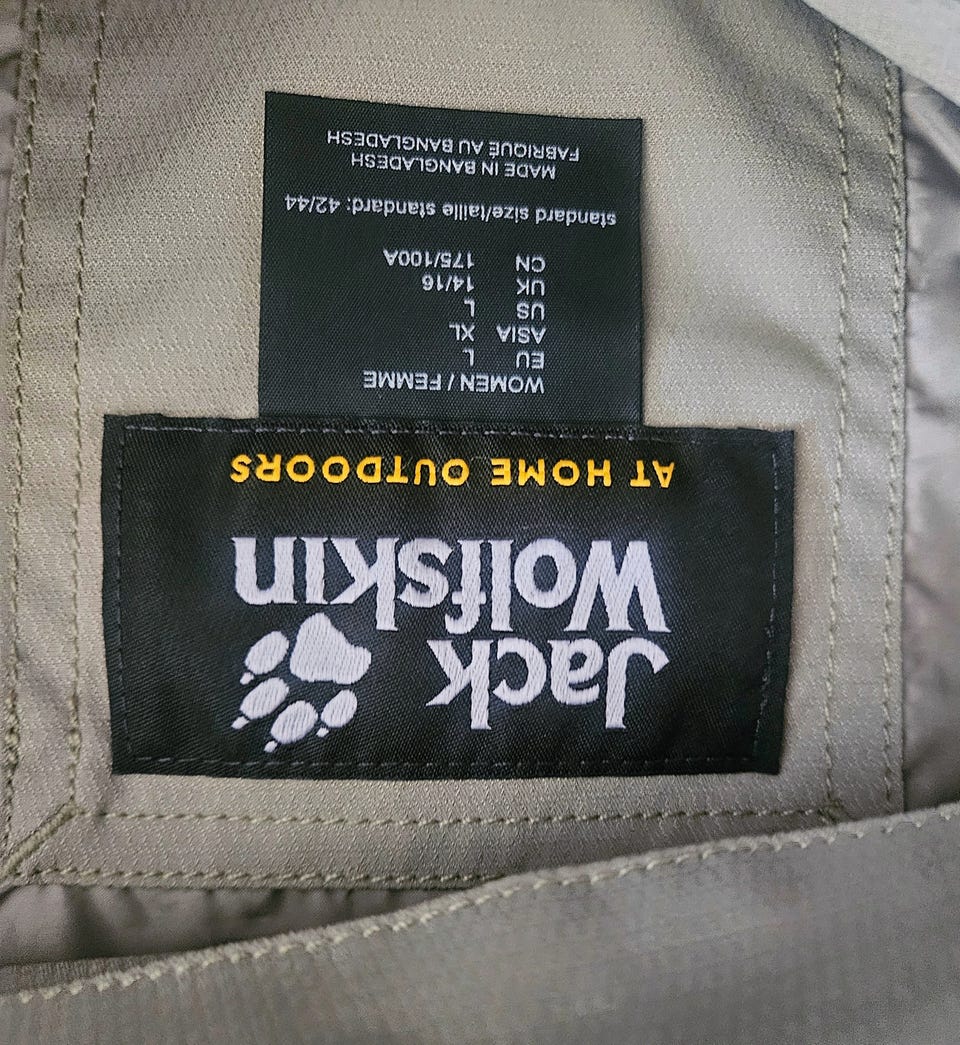 Jack
Wolfskin
AT HOME OUTDOORS
WOMEN / FEMME
EU L
ASIA XL
US L
UK 14/16
CN 175/100A
standard size/taille standard: 42/44
MADE IN BANGLADESH
FABRIQUÉ AU BANGLADESH